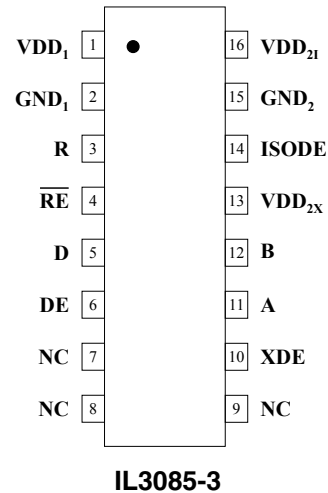 VDD₁ 1 16 VDD₂I
GND₁ 2 15 GND₂
R 3 14 ISODE
R̅E̅ 4 13 VDD₂X
D 5 12 B
DE 6 11 A
NC 7 10 XDE
NC 8 9 NC
IL3085-3